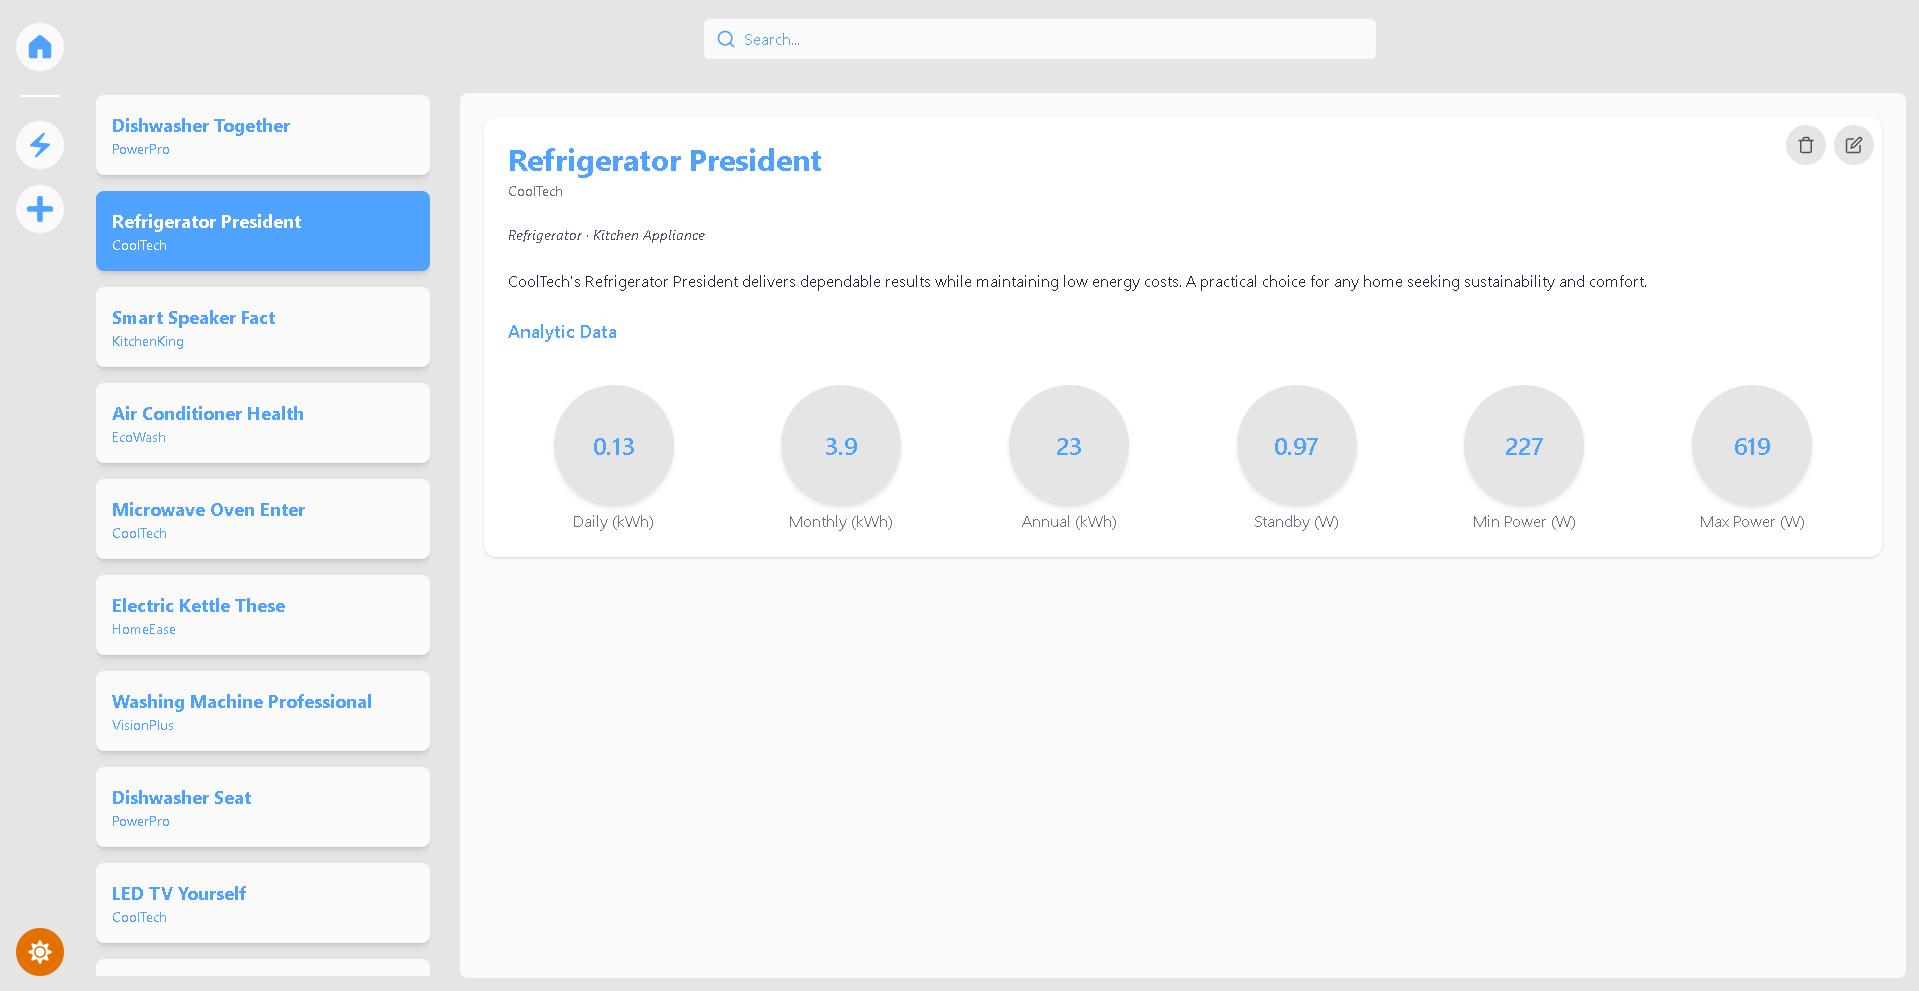 Search...
Dishwasher Together
PowerPro
Refrigerator President
CoolTech
Smart Speaker Fact
KitchenKing
Air Conditioner Health
EcoWash
Microwave Oven Enter
CoolTech
Electric Kettle These
HomeEase
Washing Machine Professional
VisionPlus
Dishwasher Seat
PowerPro
LED TV Yourself
CoolTech
Refrigerator President
CoolTech
Refrigerator · Kitchen Appliance
CoolTech's Refrigerator President delivers dependable results while maintaining low energy costs. A practical choice for any home seeking sustainability and comfort.
Analytic Data
0.13
Daily (kWh)
3.9
Monthly (kWh)
23
Annual (kWh)
0.97
Standby (W)
227
Min Power (W)
619
Max Power (W)